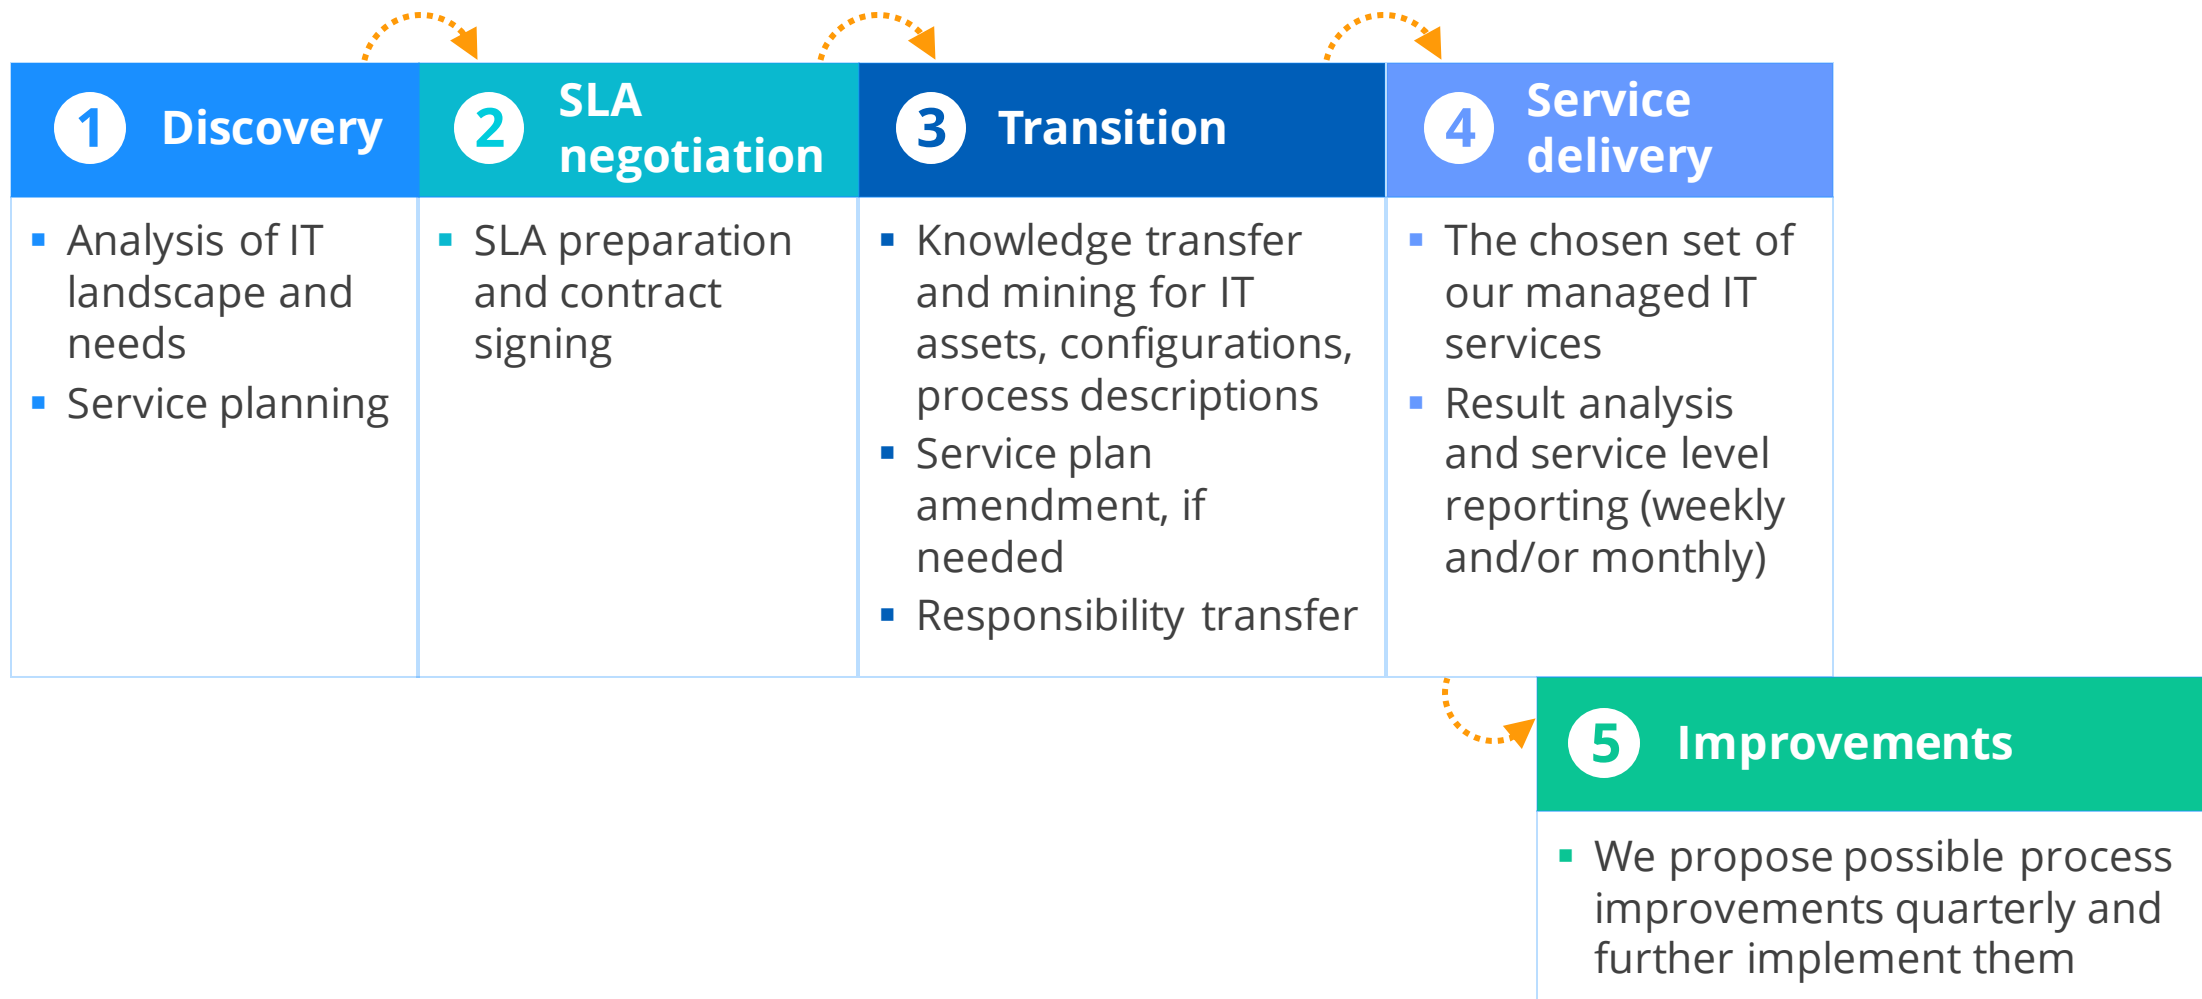 1 Discovery
▪ Analysis of IT
landscape and
needs
▪ Service planning
2 SLA
negotiation
▪ SLA preparation
and contract
signing
3 Transition
▪ Knowledge transfer
and mining for IT
assets, configurations,
process descriptions
▪ Service plan
amendment, if
needed
▪ Responsibility transfer
4 Service
delivery
▪ The chosen set of
our managed IT
services
▪ Result analysis
and service level
reporting (weekly
and/or monthly)
5 Improvements
▪ We propose possible process
improvements quarterly and
further implement them